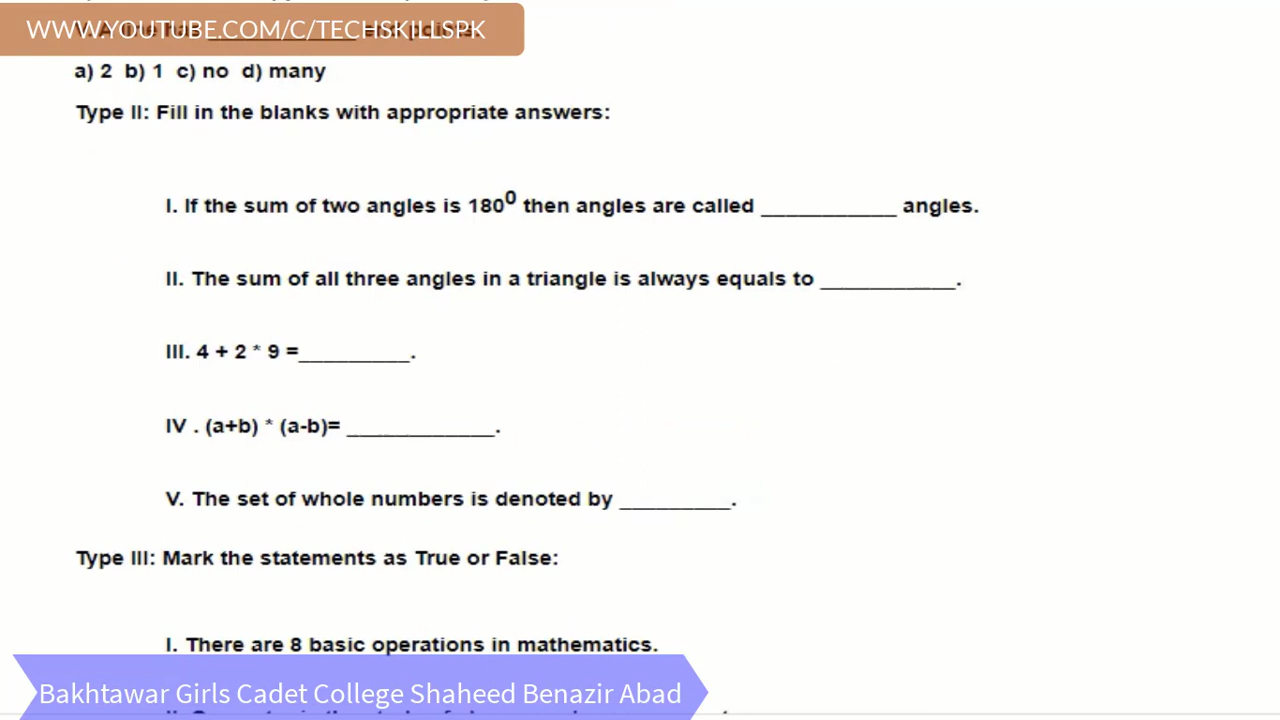 WWW.YOUTUBE.COM/C/TECHSKILLSPK
a) 2 b) 1 c) no d) many
Type II: Fill in the blanks with appropriate answers:
I. If the sum of two angles is 180⁰ then angles are called ___________ angles.
II. The sum of all three angles in a triangle is always equals to ___________.
III. 4 + 2 * 9 =_________.
IV . (a+b) * (a-b)= ____________.
V. The set of whole numbers is denoted by _________.
Type III: Mark the statements as True or False:
I. There are 8 basic operations in mathematics.
Bakhtawar Girls Cadet College Shaheed Benazir Abad